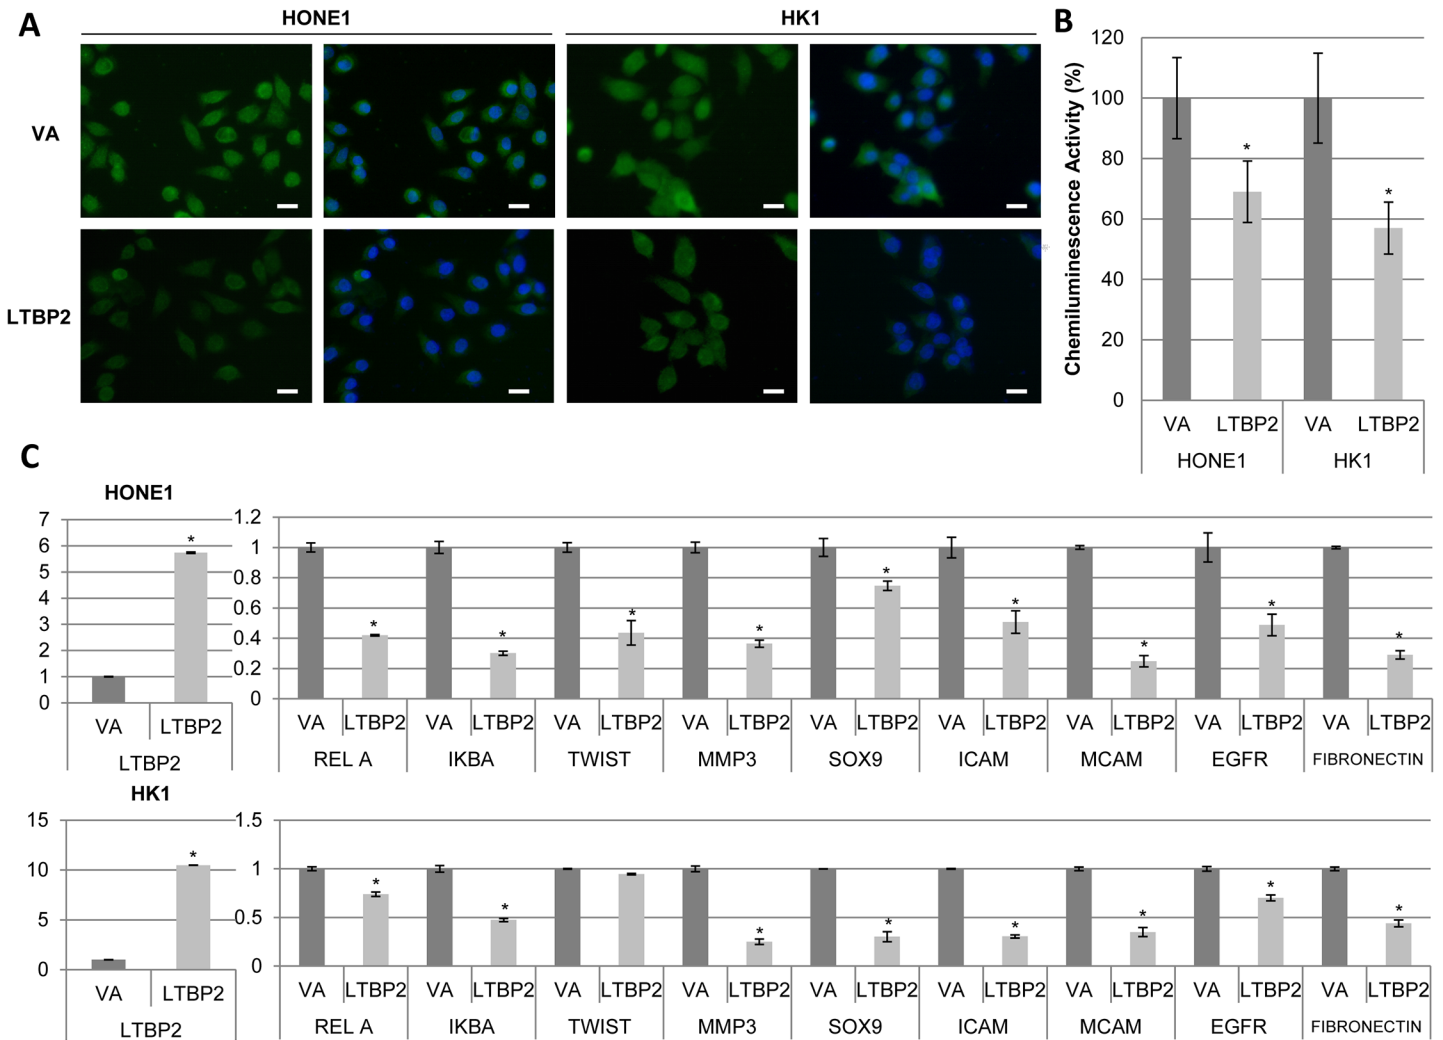 A
HONE1
HK1
VA
LTBP2
B
Chemiluminescence Activity (%)
120
100
80
60
40
20
0
*
*
VA LTBP2 VA LTBP2
HONE1 HK1
C
HONE1
7
6
5
4
3
2
1
0
*
VA LTBP2
LTBP2
1.2
1
0.8
0.6
0.4
0.2
0
* * * * * * * * *
VA LTBP2 VA LTBP2 VA LTBP2 VA LTBP2 VA LTBP2 VA LTBP2 VA LTBP2 VA LTBP2 VA LTBP2
REL A IKBA TWIST MMP3 SOX9 ICAM MCAM EGFR FIBRONECTIN
HK1
15
10
5
0
*
VA LTBP2
LTBP2
1.5
1
0.5
0
* * * * * * * *
VA LTBP2 VA LTBP2 VA LTBP2 VA LTBP2 VA LTBP2 VA LTBP2 VA LTBP2 VA LTBP2 VA LTBP2
REL A IKBA TWIST MMP3 SOX9 ICAM MCAM EGFR FIBRONECTIN